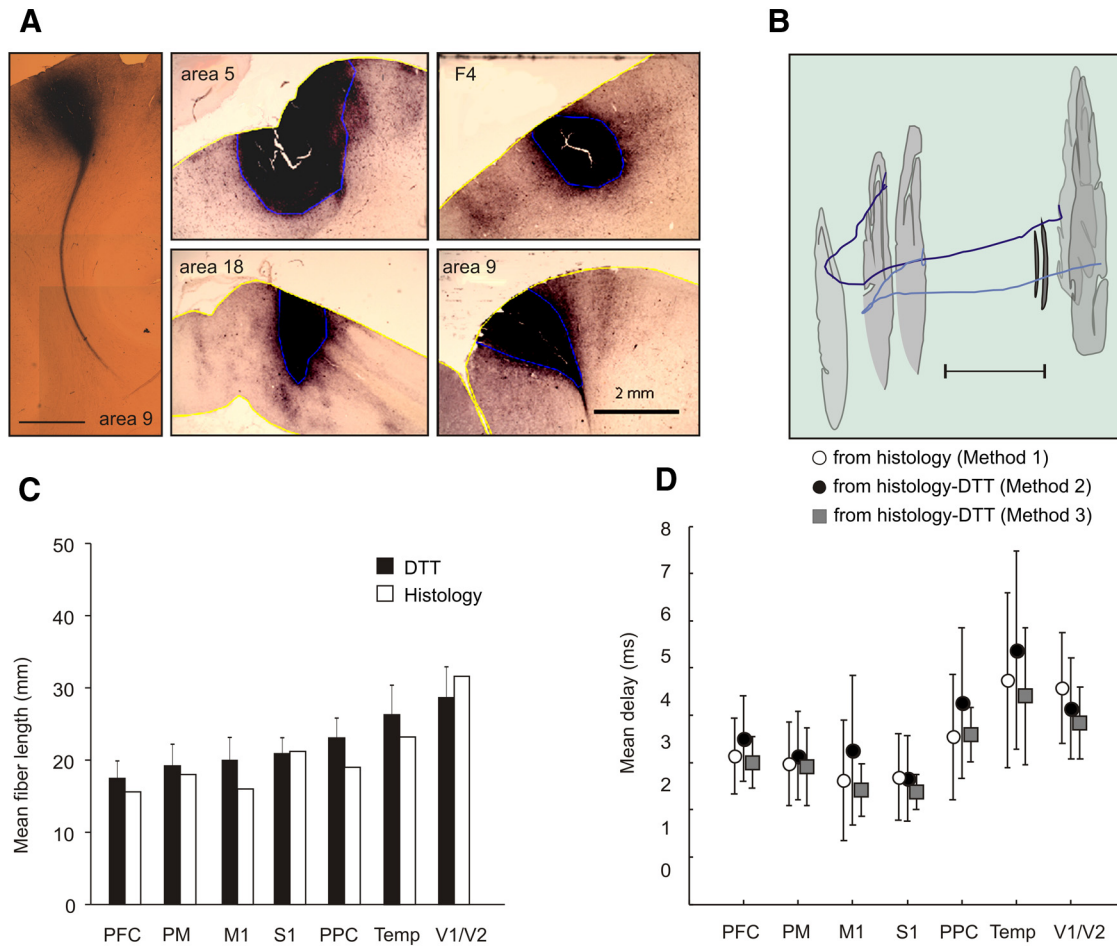 A
B
area 5
F4
area 9
area 18
area 9
2 mm
C
50
40
30
20
10
0
Mean fiber length (mm)
DTT
Histology
PFC PM M1 S1 PPC Temp V1/V2
from histology (Method 1)
from histology-DTT (Method 2)
from histology-DTT (Method 3)
D
8
7
6
5
4
3
2
1
0
Mean delay (ms)
PFC PM M1 S1 PPC Temp V1/V2